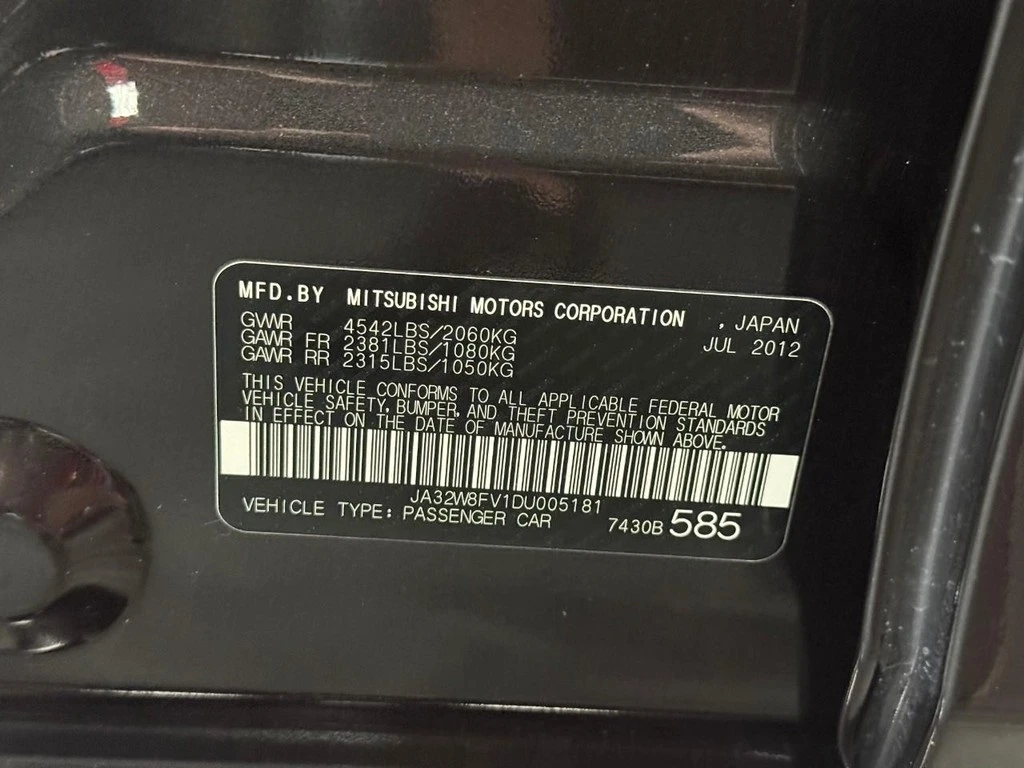 MFD.BY MITSUBISHI MOTORS CORPORATION , JAPAN
GVWR 4542LBS/2060KG JUL 2012
GAWR FR 2381LBS/1080KG
GAWR RR 2315LBS/1050KG
THIS VEHICLE CONFORMS TO ALL APPLICABLE FEDERAL MOTOR
VEHICLE SAFETY, BUMPER, AND THEFT PREVENTION STANDARDS
IN EFFECT ON THE DATE OF MANUFACTURE SHOWN ABOVE.
JA32W8FV1DU005181
VEHICLE TYPE: PASSENGER CAR 7430B 585